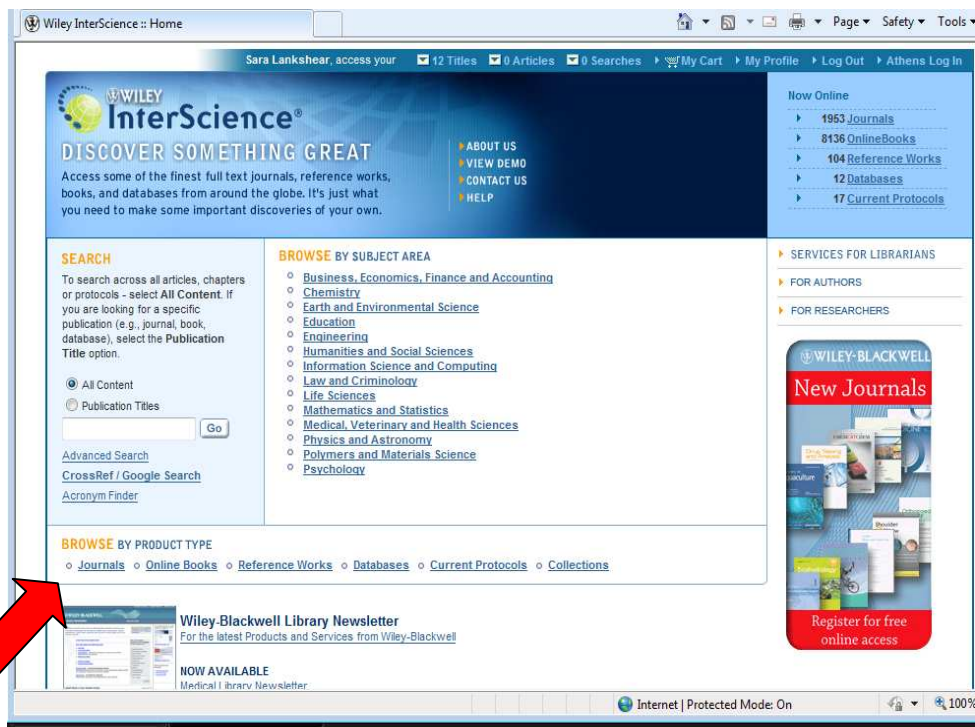 Wiley InterScience :: Home
Page Safety Tools
Sara Lankshear, access your 12 Titles 0 Articles 0 Searches My Cart My Profile Log Out Athens Log In
WILEY
InterScience®
DISCOVER SOMETHING GREAT
Access some of the finest full text journals, reference works,
books, and databases from around the globe. It's just what
you need to make some important discoveries of your own.
ABOUT US
VIEW DEMO
CONTACT US
HELP
Now Online
1953 Journals
8136 OnlineBooks
104 Reference Works
12 Databases
17 Current Protocols
SEARCH
To search across all articles, chapters
or protocols - select All Content. If
you are looking for a specific
publication (e.g., journal, book,
database), select the Publication
Title option.
All Content
Publication Titles
Go
Advanced Search
CrossRef / Google Search
Acronym Finder
BROWSE BY SUBJECT AREA
Business, Economics, Finance and Accounting
Chemistry
Earth and Environmental Science
Education
Engineering
Humanities and Social Sciences
Information Science and Computing
Law and Criminology
Life Sciences
Mathematics and Statistics
Medical, Veterinary and Health Sciences
Physics and Astronomy
Polymers and Materials Science
Psychology
SERVICES FOR LIBRARIANS
FOR AUTHORS
FOR RESEARCHERS
WILEY-BLACKWELL
New Journals
Register for free
online access
BROWSE BY PRODUCT TYPE
Journals Online Books Reference Works Databases Current Protocols Collections
Wiley-Blackwell Library Newsletter
For the latest Products and Services from Wiley-Blackwell
NOW AVAILABLE
Medical Library Newsletter
Internet | Protected Mode: On
100%